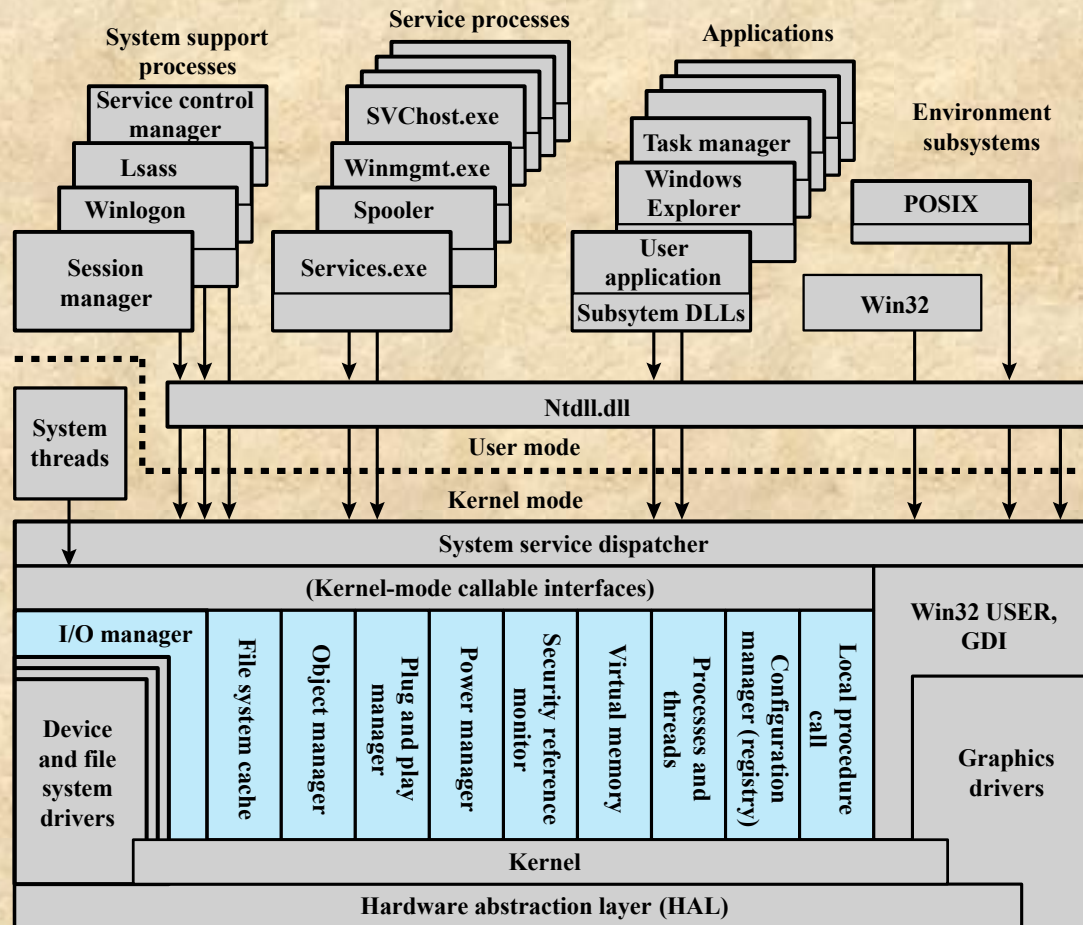 System support
processes
Service processes
Applications
Environment
subsystems
Service control
manager
Lsass
Winlogon
Session
manager
SVChost.exe
Winmgmt.exe
Spooler
Services.exe
Task manager
Windows
Explorer
User
application
Subsytem DLLs
POSIX
Win32
System
threads
Ntdll.dll
User mode
Kernel mode
System service dispatcher
(Kernel-mode callable interfaces)
Win32 USER,
GDI
I/O manager
Device
and file
system
drivers
File system cache
Object manager
Plug and play
manager
Power manager
Security reference
monitor
Virtual memory
Processes and
threads
Configuration
manager (registry)
Local procedure
call
Graphics
drivers
Kernel
Hardware abstraction layer (HAL)